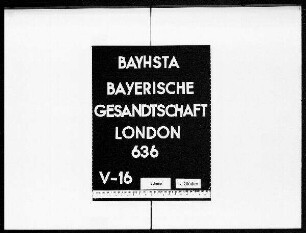 BAYHSTA
BAYERISCHE
GESANDTSCHAFT
LONDON
636
V-16